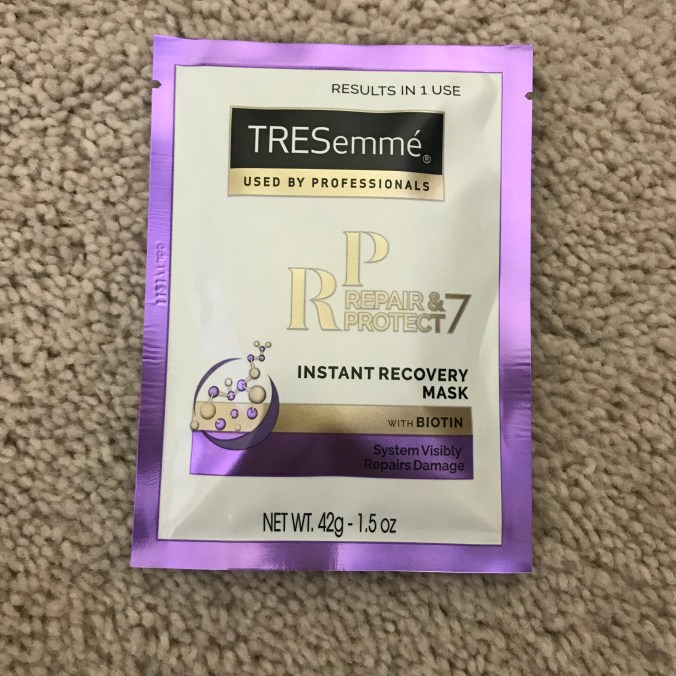 RESULTS IN 1 USE
TRESemmé®
USED BY PROFESSIONALS
RP
REPAIR &
PROTECT 7
INSTANT RECOVERY
MASK
WITH BIOTIN
System Visibly
Repairs Damage
NET WT. 42g - 1.5 oz